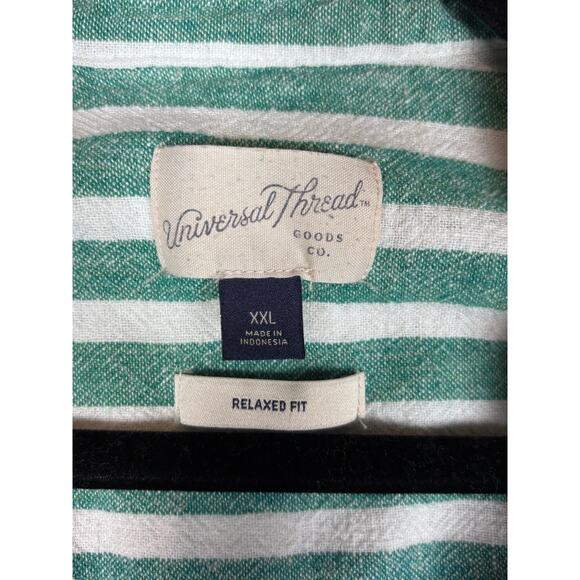 Universal Thread™
GOODS
CO.
XXL
MADE IN
INDONESIA
RELAXED FIT